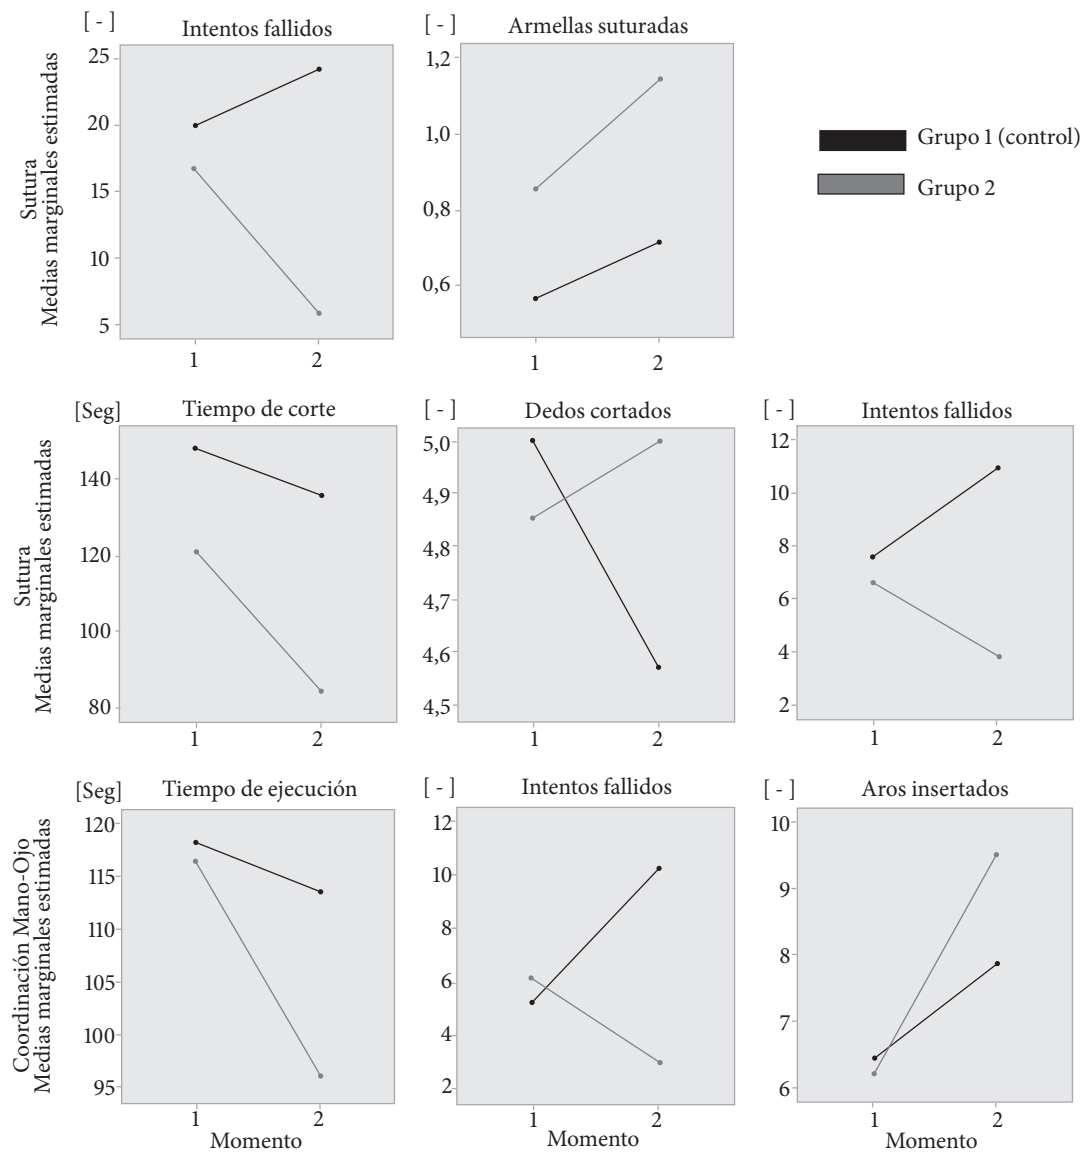 [ - ]
Intentos fallidos
Sutura
Medias marginales estimadas
25
20
15
10
5
1
2
[ - ]
Armellas suturadas
1,2
1,0
0,8
0,6
1
2
Grupo 1 (control)
Grupo 2
[Seg]
Tiempo de corte
Sutura
Medias marginales estimadas
140
120
100
80
1
2
[ - ]
Dedos cortados
5,0
4,9
4,8
4,7
4,6
4,5
1
2
[ - ]
Intentos fallidos
12
10
8
6
4
2
1
2
[Seg]
Tiempo de ejecución
Coordinación Mano-Ojo
Medias marginales estimadas
120
115
110
105
100
95
1
2
Momento
[ - ]
Intentos fallidos
12
10
8
6
4
2
1
2
Momento
[ - ]
Aros insertados
10
9
8
7
6
1
2
Momento